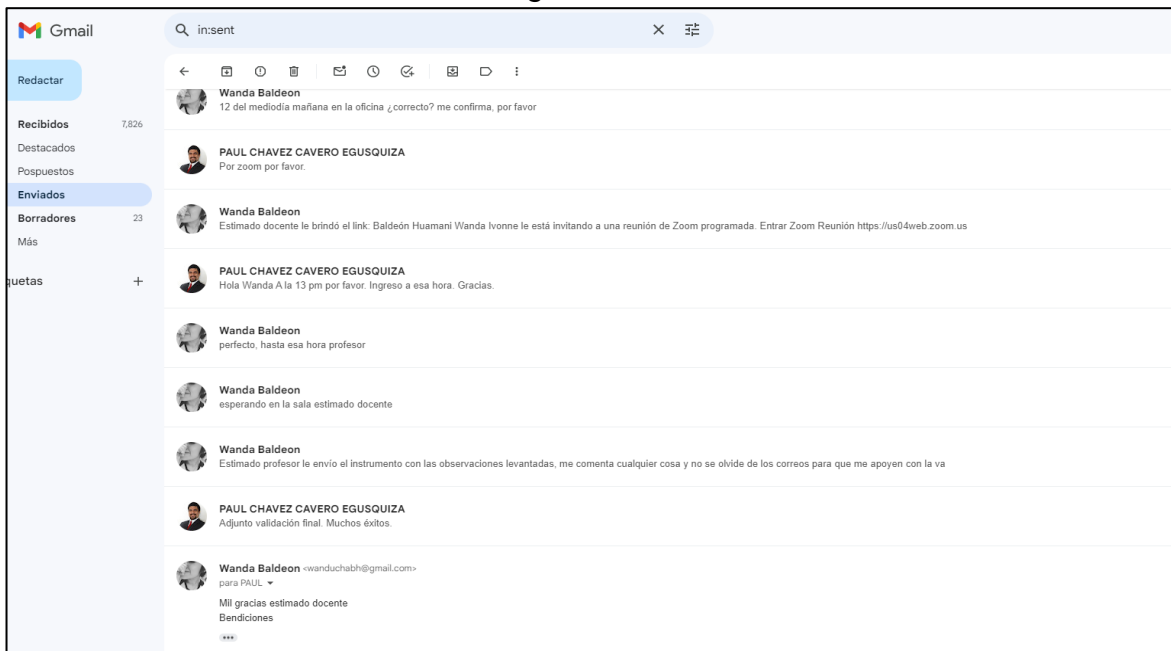 Gmail
in:sent
Redactar
Recibidos 7,826
Destacados
Pospuestos
Enviados
Borradores 23
Más
quetas +
Wanda Baldeon
12 del mediodía mañana en la oficina ¿correcto? me confirma, por favor
PAUL CHAVEZ CAVERO EGUSQUIZA
Por zoom por favor.
Wanda Baldeon
Estimado docente le brindó el link: Baldeón Huamani Wanda Ivonne le está invitando a una reunión de Zoom programada. Entrar Zoom Reunión https://us04web.zoom.us
PAUL CHAVEZ CAVERO EGUSQUIZA
Hola Wanda A la 13 pm por favor. Ingreso a esa hora. Gracias.
Wanda Baldeon
perfecto, hasta esa hora profesor
Wanda Baldeon
esperando en la sala estimado docente
Wanda Baldeon
Estimado profesor le envío el instrumento con las observaciones levantadas, me comenta cualquier cosa y no se olvide de los correos para que me apoyen con la va
PAUL CHAVEZ CAVERO EGUSQUIZA
Adjunto validación final. Muchos éxitos.
Wanda Baldeon <wanduchabh@gmail.com>
para PAUL
Mil gracias estimado docente
Bendiciones